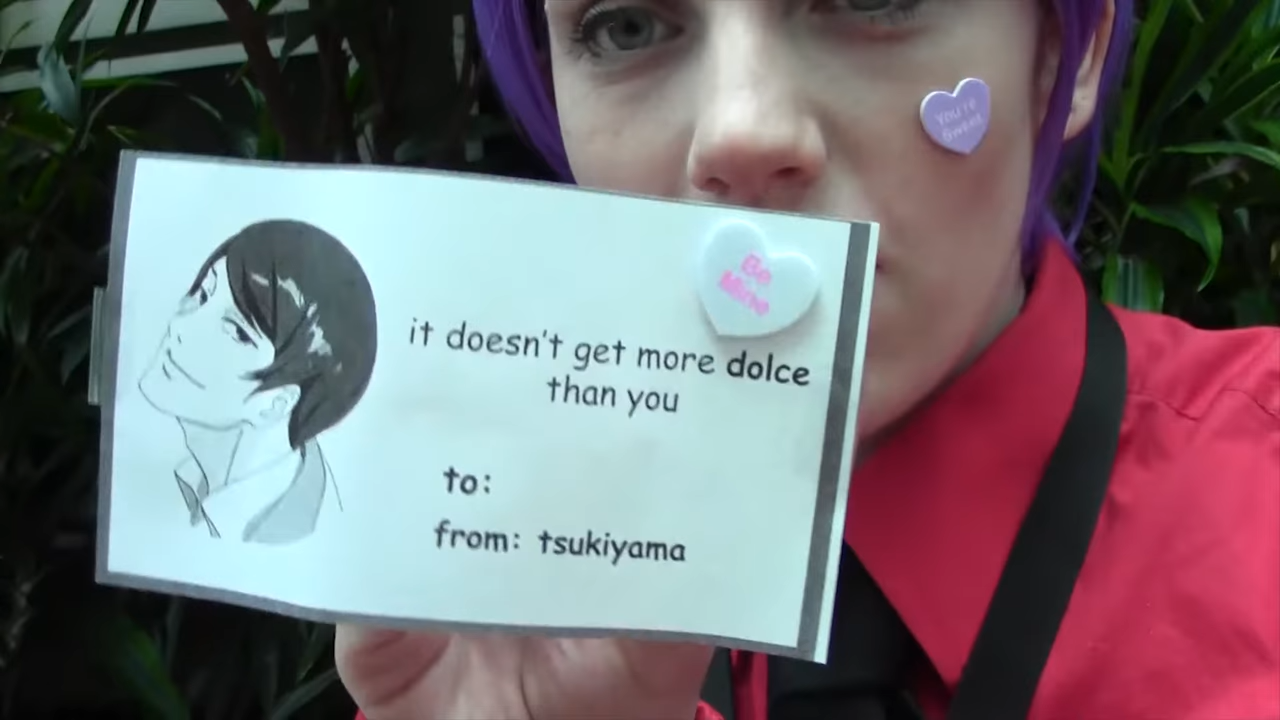 You're
Sweet
Be
Mine
it doesn't get more dolce
than you
to:
from: tsukiyama